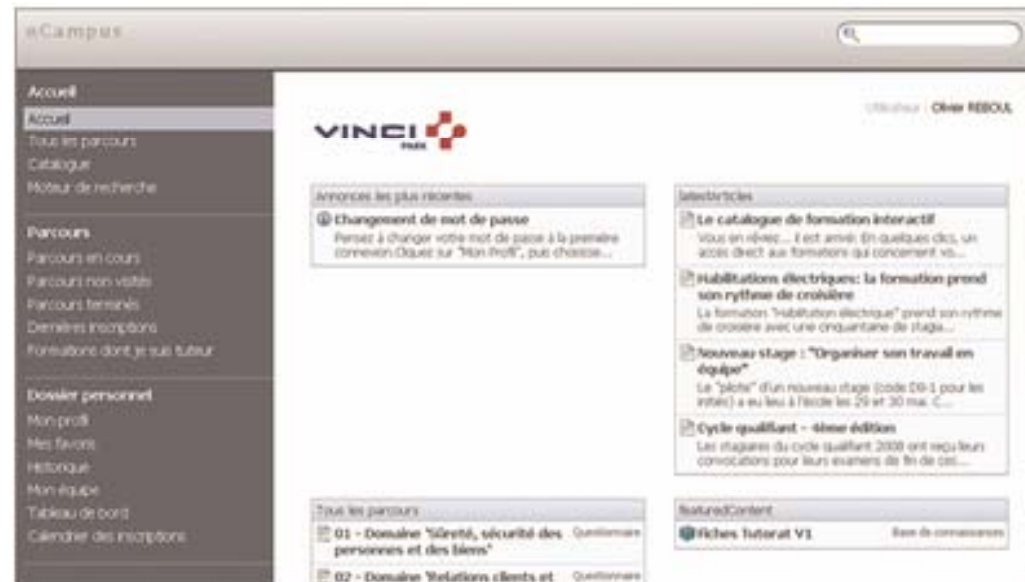 eCampus
Accueil
Accueil
Tous les parcours
Catalogue
Moteur de recherche
Parcours
Parcours en cours
Parcours non visités
Parcours terminés
Dernières inscriptions
Formations dont je suis tuteur
Dossier personnel
Mon profil
Mes favoris
Historique
Mon équipe
Tableau de bord
Calendrier des inscriptions
Utilisateur : Olivier REBOUL
VINCI
PARK
Annonces les plus récentes
Changement de mot de passe
Pensez à changer votre mot de passe à la première
connexion. Cliquez sur "Mon Profil", puis choisisse...
latestArticles
Le catalogue de formation interactif
Vous en rêviez... il est arrivé. En quelques clics, un
accès direct aux formations qui concernent vo...
Habilitations électriques: la formation prend
son rythme de croisière
La formation "Habilitation électrique" prend son rythme
de croisière avec une cinquantaine de stagia...
Nouveau stage : "Organiser son travail en
équipe"
Le "pilote" d'un nouveau stage (code D9-1 pour les
initiés) a eu lieu à l'école les 29 et 30 mai. C...
Cycle qualifiant - 4ème édition
Les stagiaires du cycle qualifiant 2008 ont reçu leurs
convocations pour leurs examens de fin de ces...
Tous les parcours
01 - Domaine "Sûreté, sécurité des Questionnaire
personnes et des biens"
02 - Domaine "Relations clients et Questionnaire
featuredContent
Fiches Tutorat V1 Base de connaissances